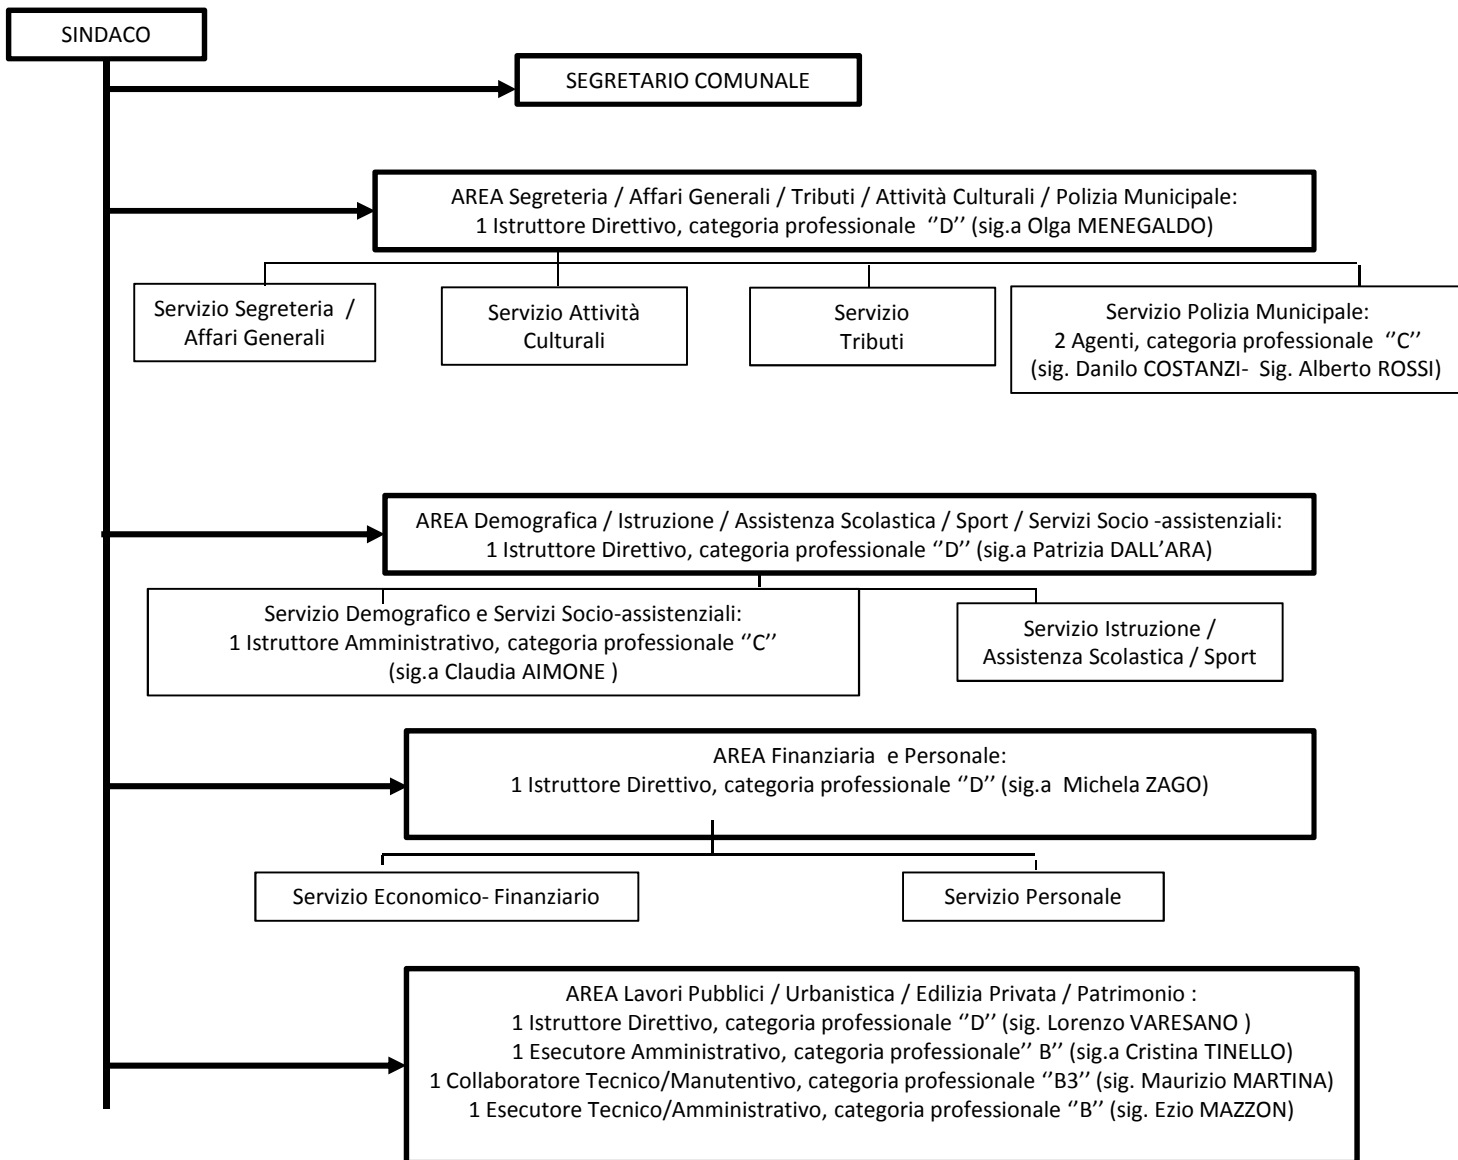 SINDACO
SEGRETARIO COMUNALE
AREA Segreteria / Affari Generali / Tributi / Attività Culturali / Polizia Municipale:
1 Istruttore Direttivo, categoria professionale ‘’D’’ (sig.a Olga MENEGALDO)
Servizio Segreteria /
Affari Generali
Servizio Attività
Culturali
Servizio
Tributi
Servizio Polizia Municipale:
2 Agenti, categoria professionale ‘’C’’
(sig. Danilo COSTANZI- Sig. Alberto ROSSI)
AREA Demografica / Istruzione / Assistenza Scolastica / Sport / Servizi Socio -assistenziali:
1 Istruttore Direttivo, categoria professionale ‘’D’’ (sig.a Patrizia DALL’ARA)
Servizio Demografico e Servizi Socio-assistenziali:
1 Istruttore Amministrativo, categoria professionale ‘’C’’
(sig.a Claudia AIMONE )
Servizio Istruzione /
Assistenza Scolastica / Sport
AREA Finanziaria e Personale:
1 Istruttore Direttivo, categoria professionale ‘’D’’ (sig.a Michela ZAGO)
Servizio Economico- Finanziario
Servizio Personale
AREA Lavori Pubblici / Urbanistica / Edilizia Privata / Patrimonio :
1 Istruttore Direttivo, categoria professionale ‘’D’’ (sig. Lorenzo VARESANO )
1 Esecutore Amministrativo, categoria professionale’’ B’’ (sig.a Cristina TINELLO)
1 Collaboratore Tecnico/Manutentivo, categoria professionale ‘’B3’’ (sig. Maurizio MARTINA)
1 Esecutore Tecnico/Amministrativo, categoria professionale ‘’B’’ (sig. Ezio MAZZON)